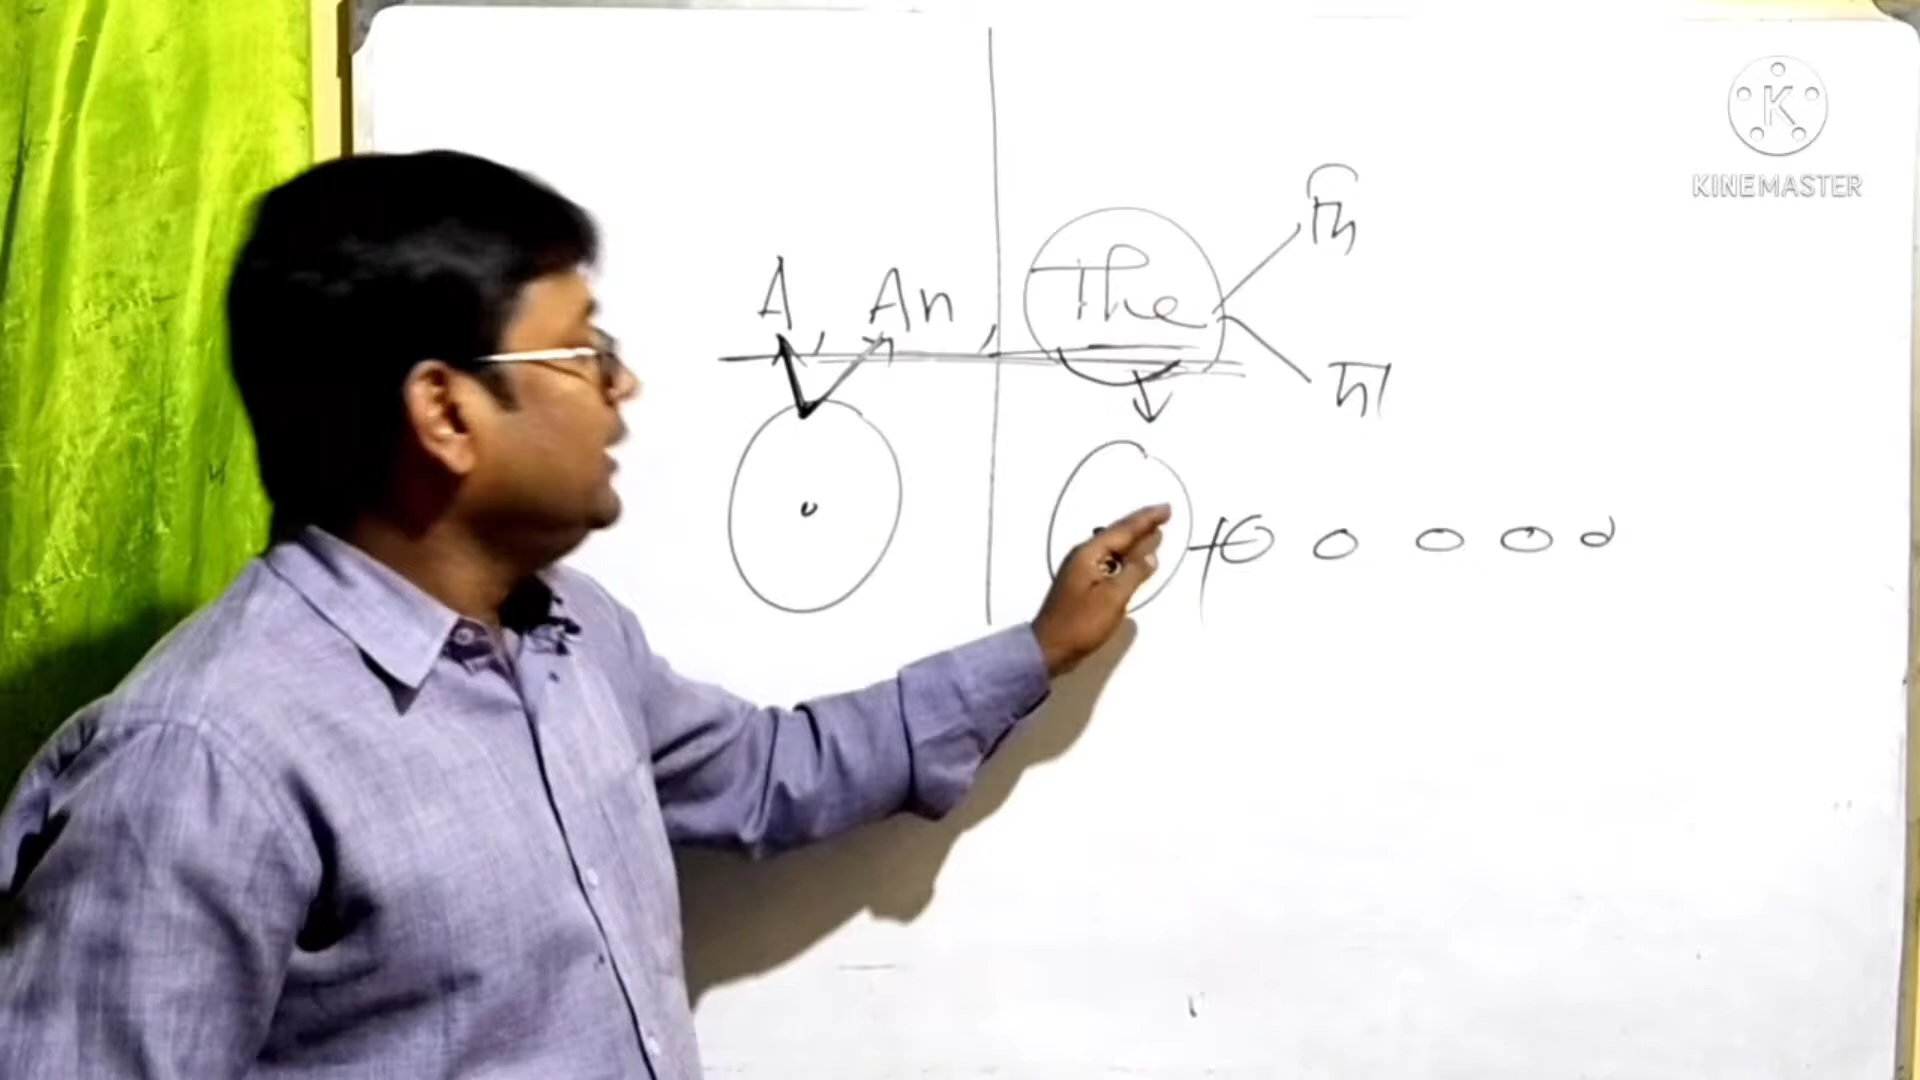 A, An, The
दि
दा
K
KINEMASTER